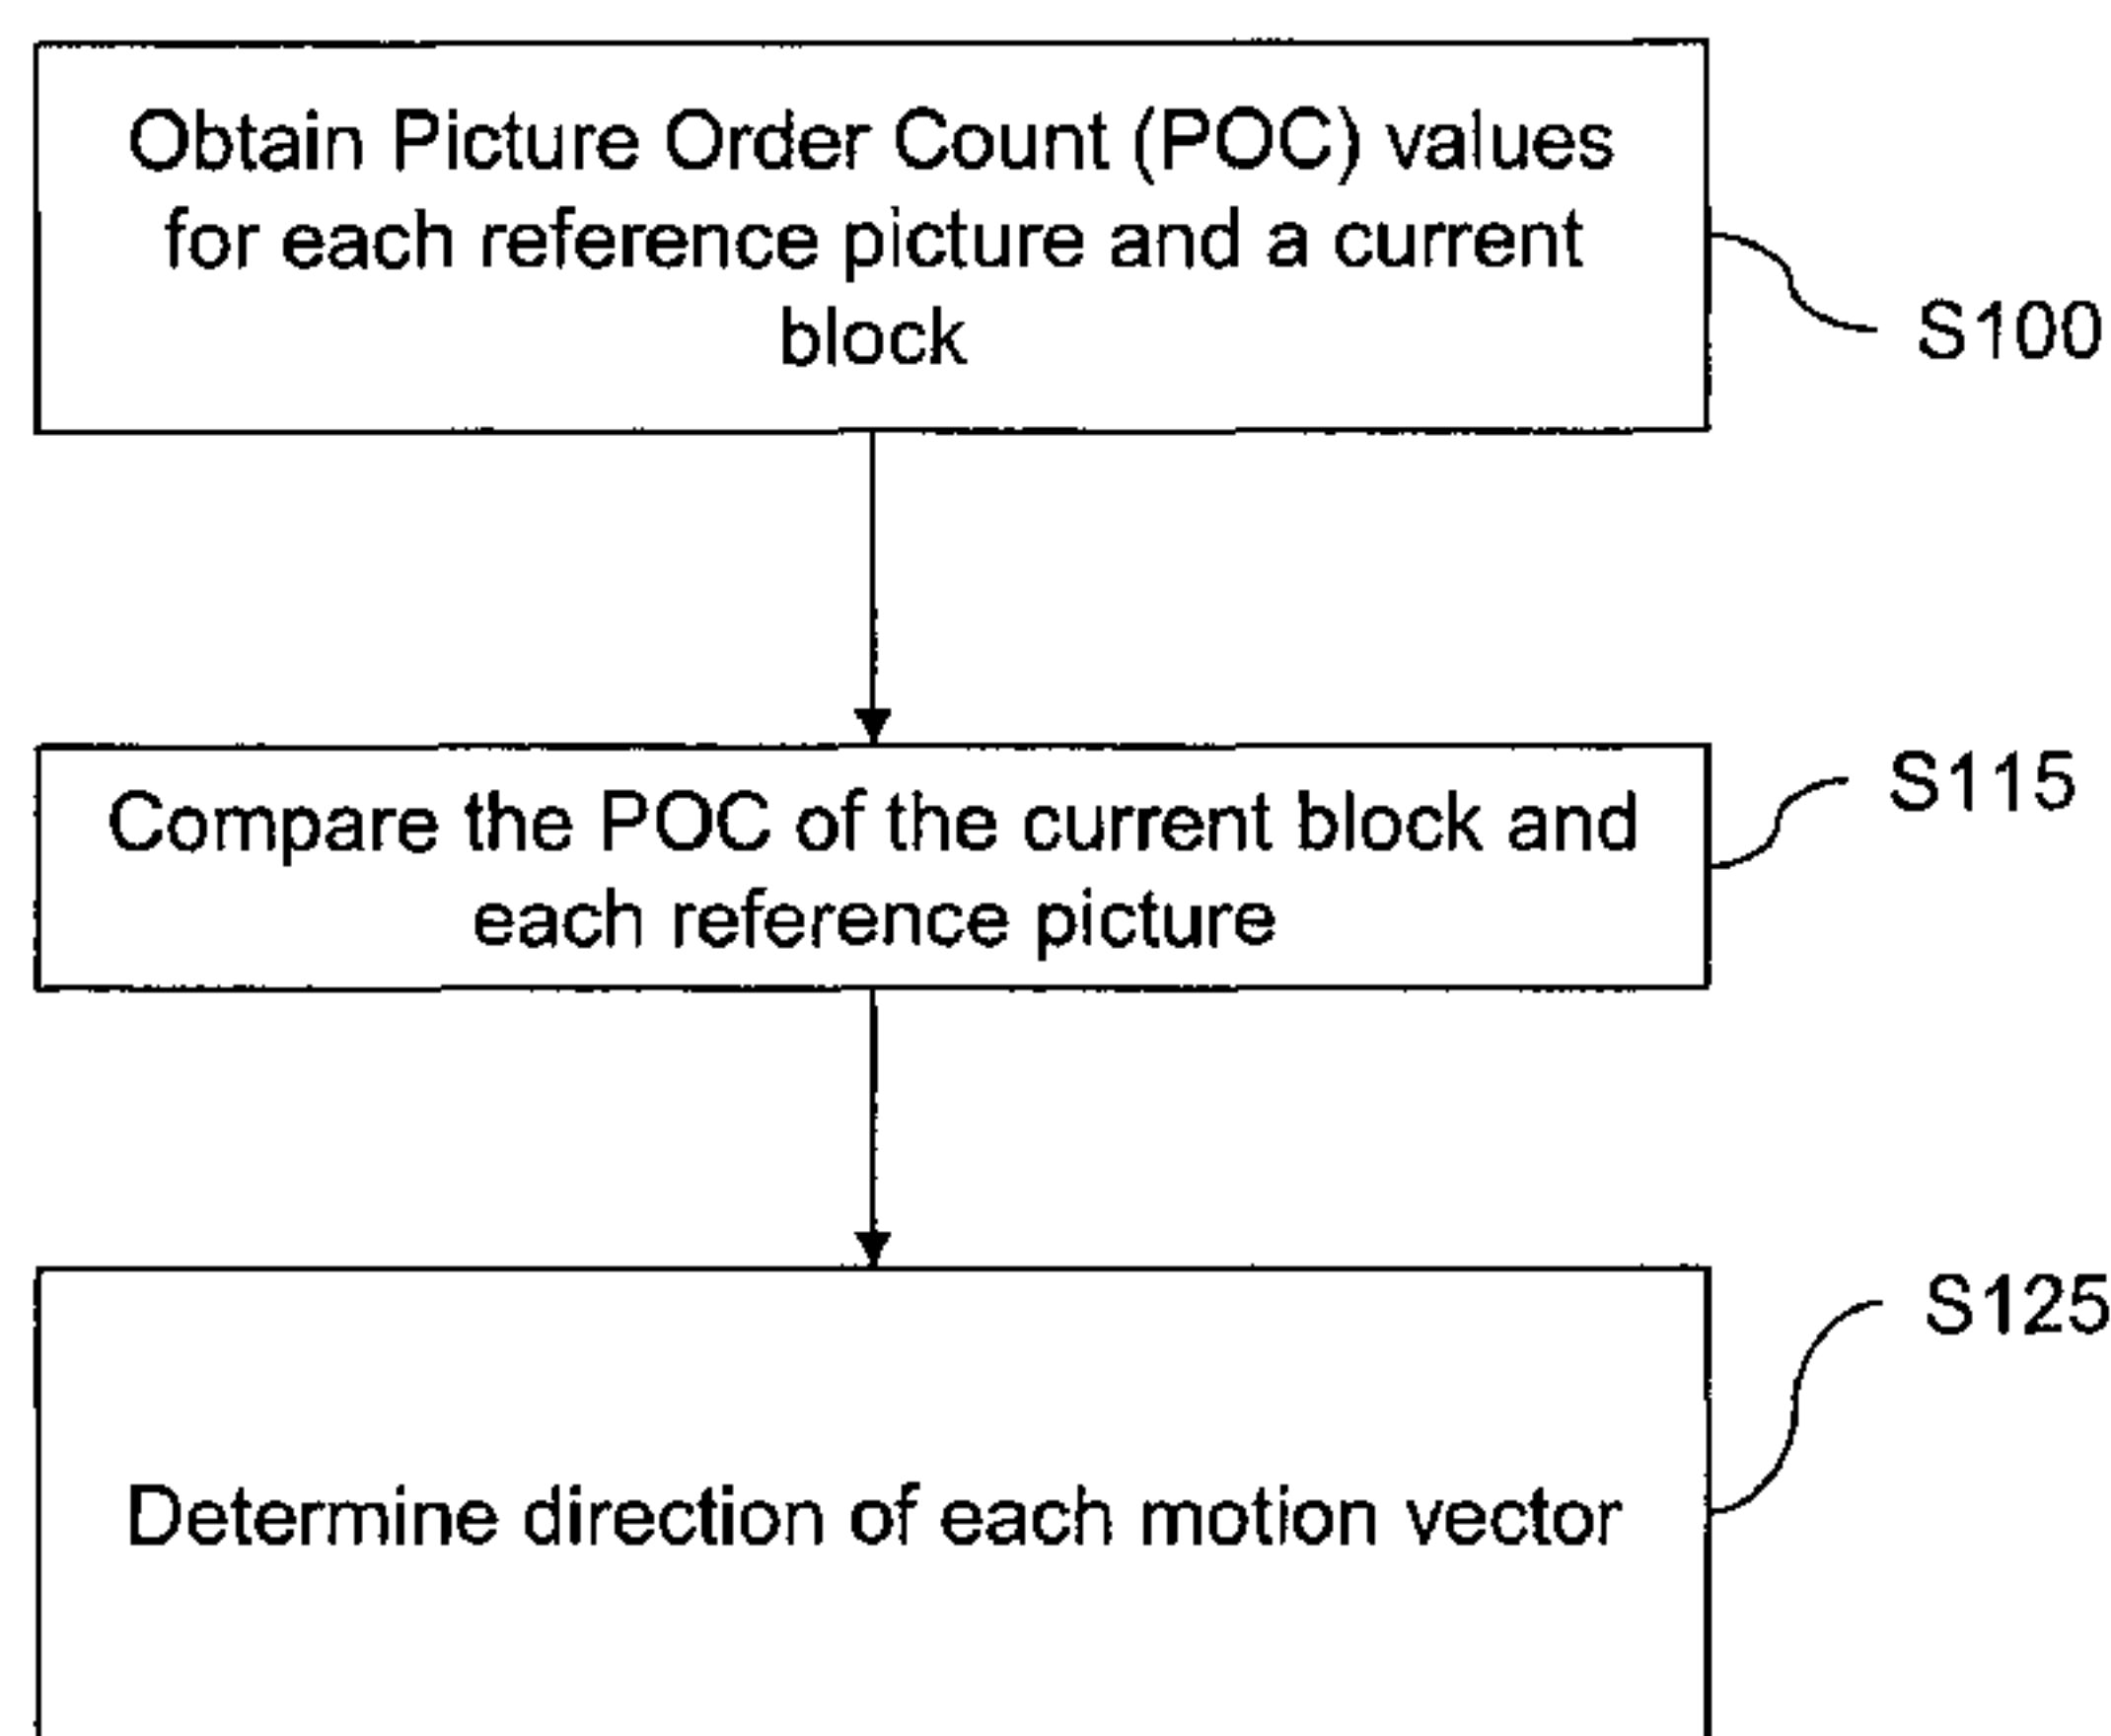 Obtain Picture Order Count (POC) values
for each reference picture and a current
block
S100
Compare the POC of the current block and
each reference picture
S115
Determine direction of each motion vector
S125